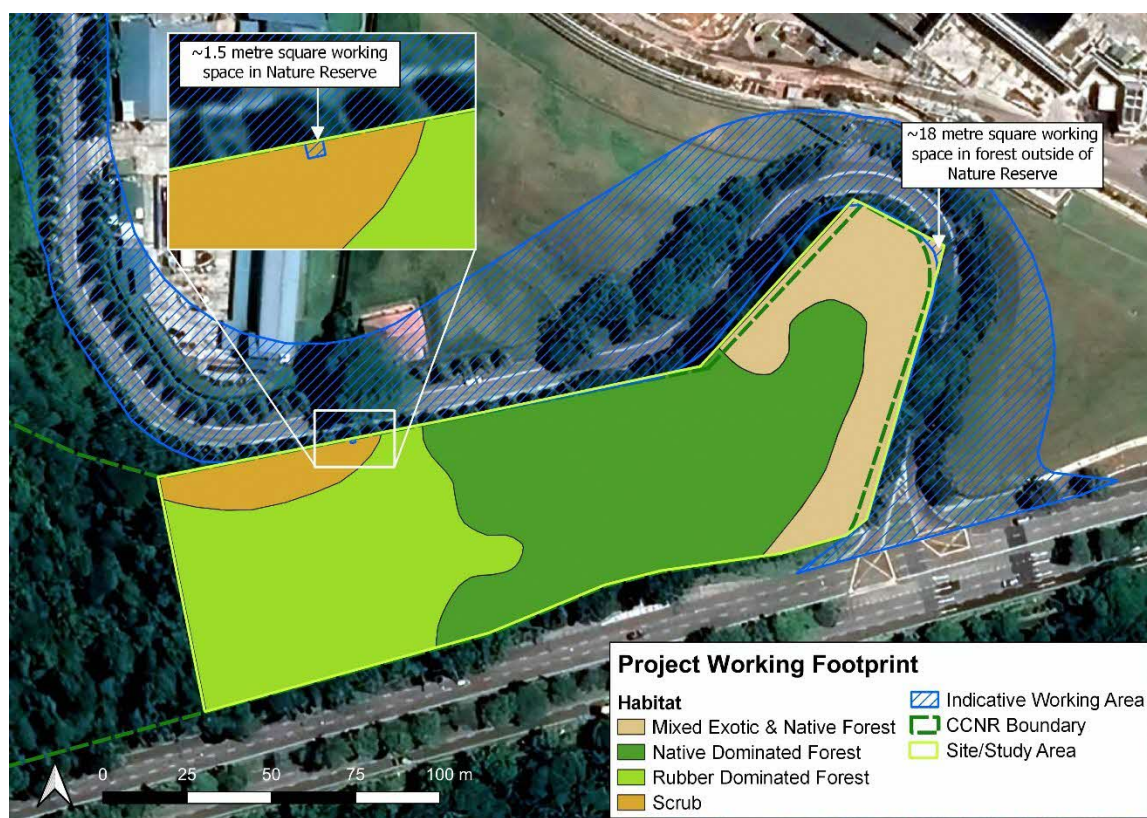 ~1.5 metre square working
space in Nature Reserve
~18 metre square working
space in forest outside of
Nature Reserve
0 25 50 75 100 m
Project Working Footprint
Habitat
Mixed Exotic & Native Forest
Native Dominated Forest
Rubber Dominated Forest
Scrub
Indicative Working Area
CCNR Boundary
Site/Study Area